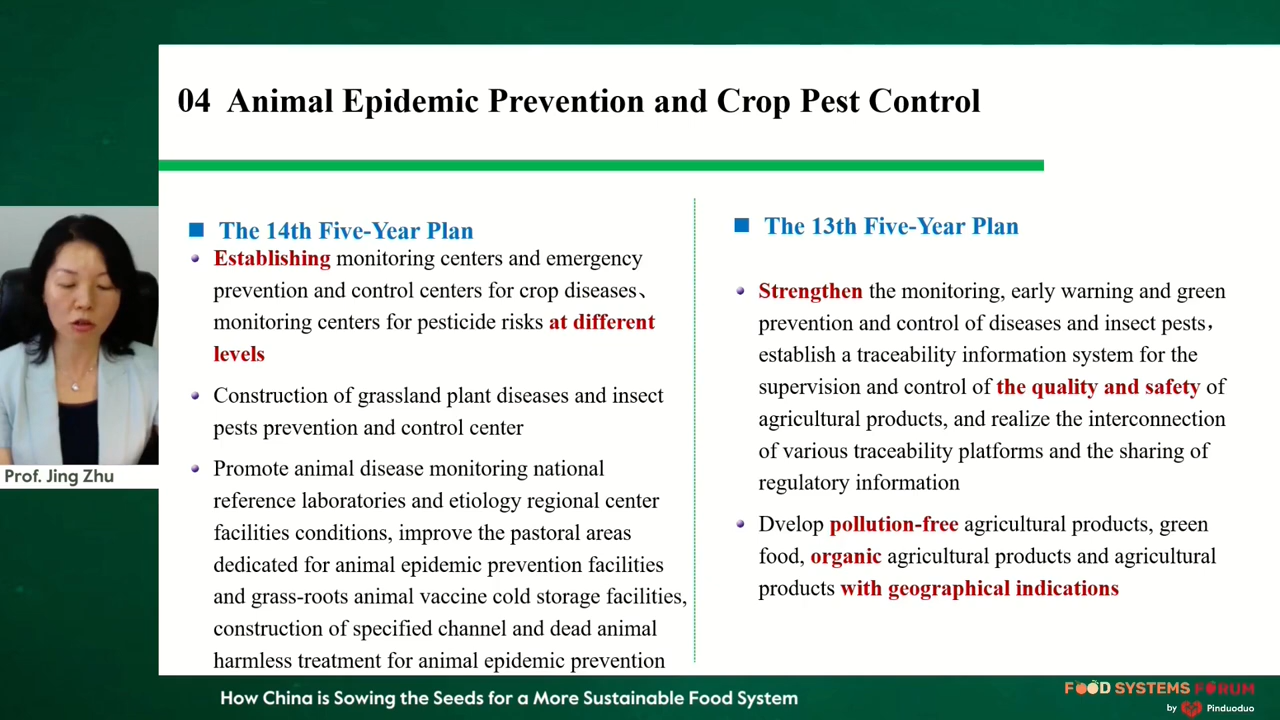 04 Animal Epidemic Prevention and Crop Pest Control
The 14th Five-Year Plan
Establishing monitoring centers and emergency
prevention and control centers for crop diseases、
monitoring centers for pesticide risks at different
levels
Construction of grassland plant diseases and insect
pests prevention and control center
Promote animal disease monitoring national
reference laboratories and etiology regional center
facilities conditions, improve the pastoral areas
dedicated for animal epidemic prevention facilities
and grass-roots animal vaccine cold storage facilities,
construction of specified channel and dead animal
harmless treatment for animal epidemic prevention
The 13th Five-Year Plan
Strengthen the monitoring, early warning and green
prevention and control of diseases and insect pests，
establish a traceability information system for the
supervision and control of the quality and safety of
agricultural products, and realize the interconnection
of various traceability platforms and the sharing of
regulatory information
Dvelop pollution-free agricultural products, green
food, organic agricultural products and agricultural
products with geographical indications
Prof. Jing Zhu
How China is Sowing the Seeds for a More Sustainable Food System
FOOD SYSTEMS FORUM
by Pinduoduo